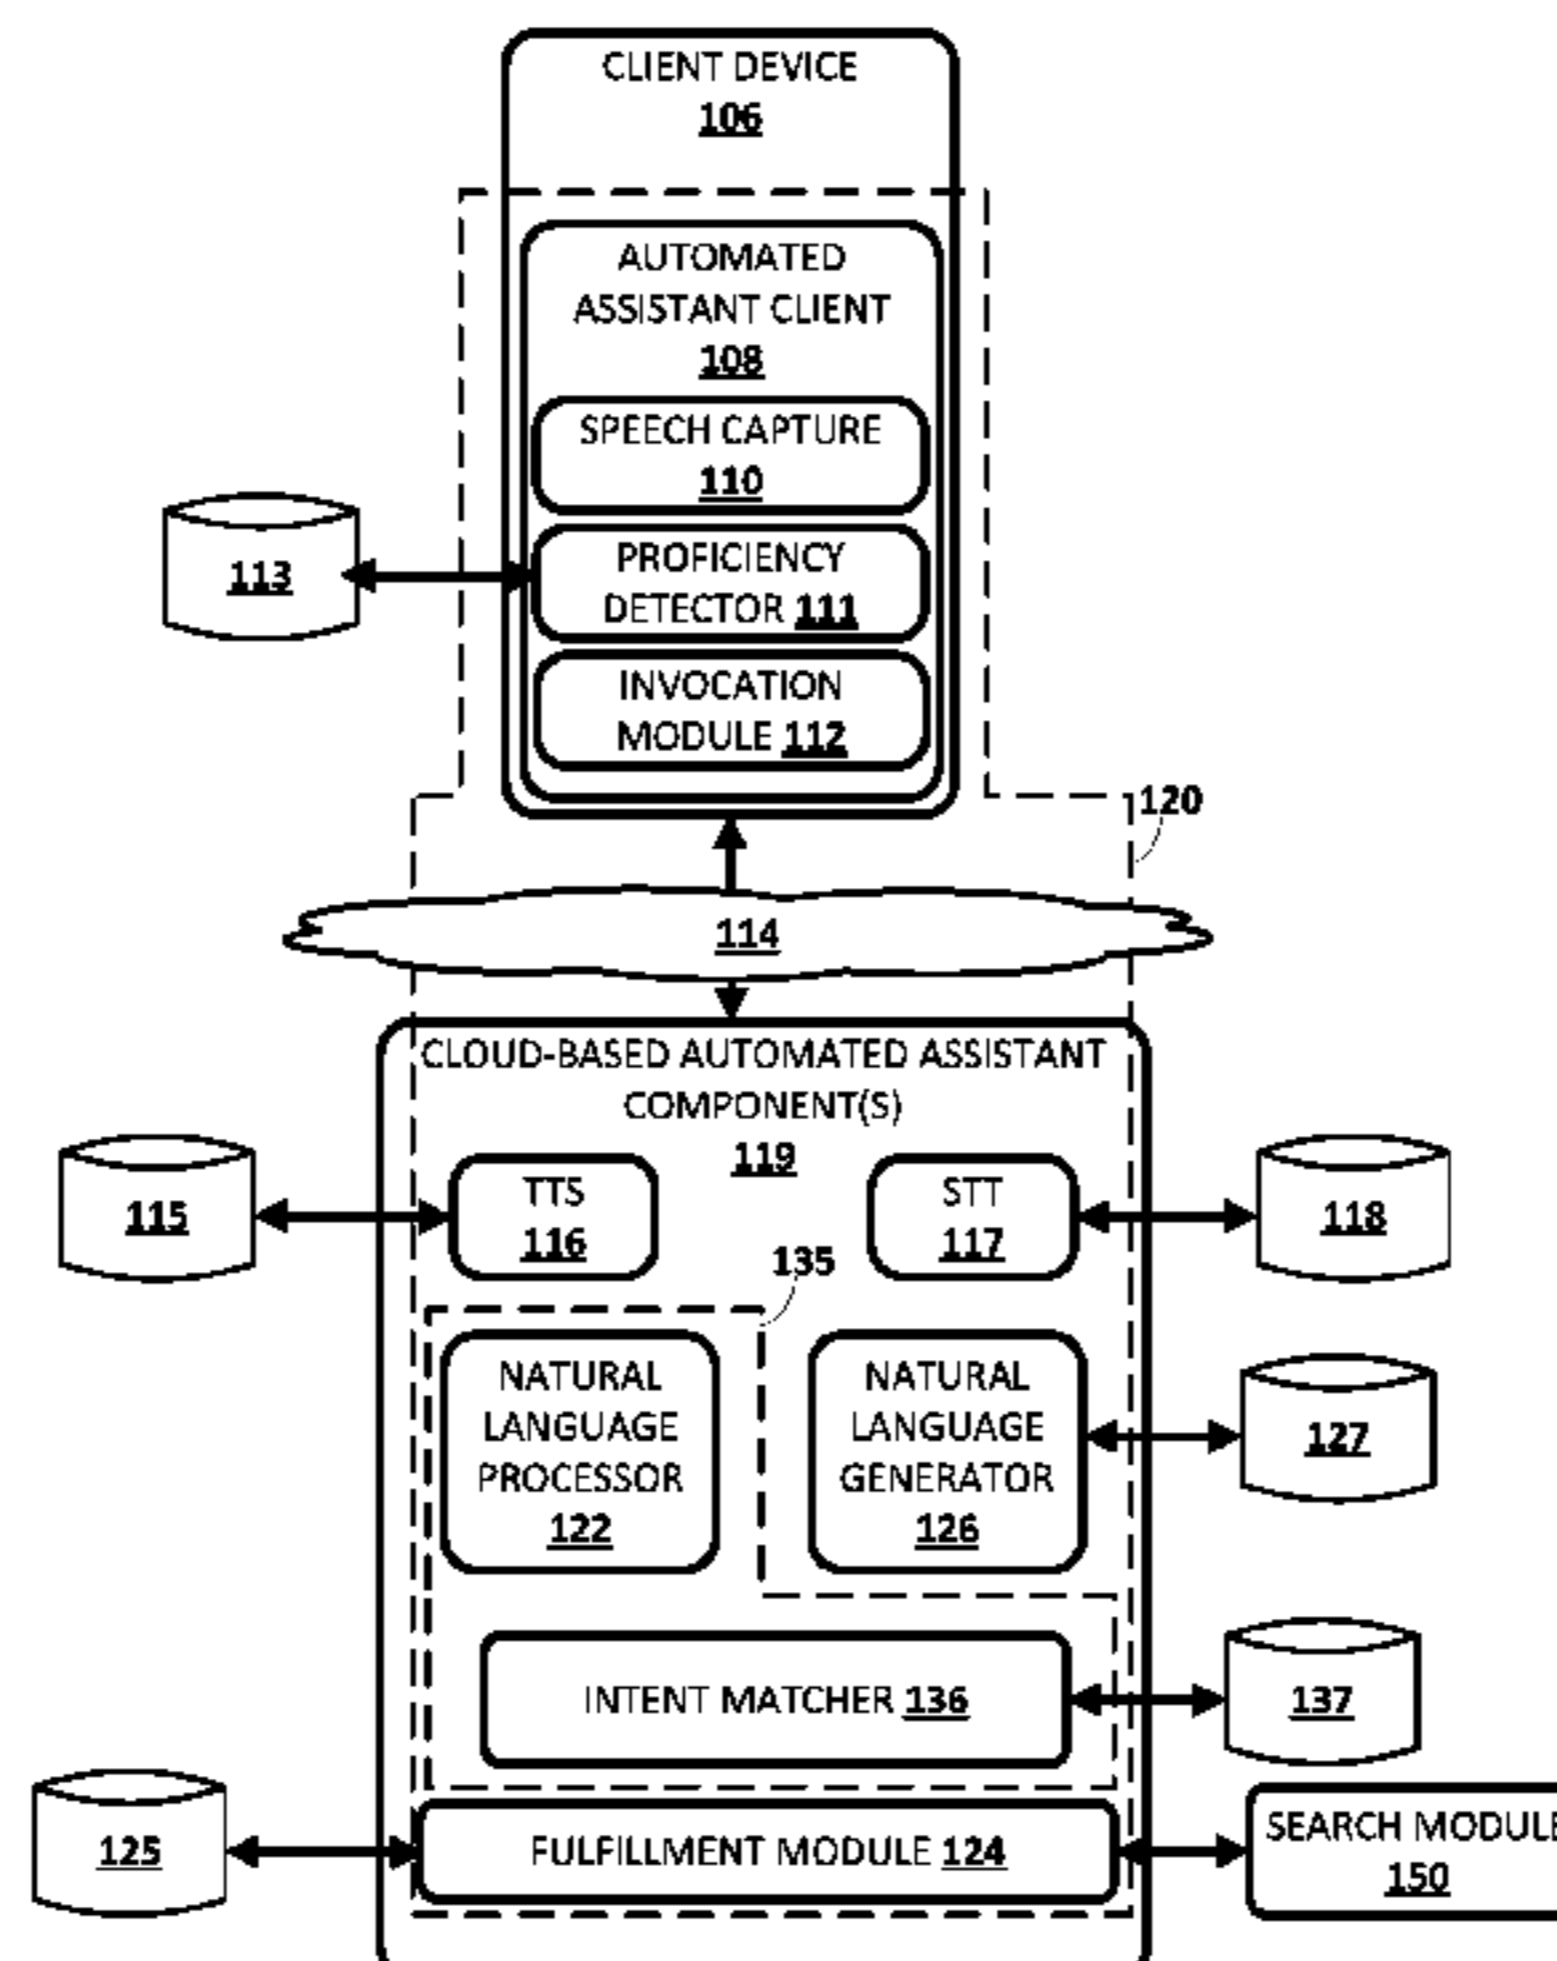 CLIENT DEVICE
106
AUTOMATED
ASSISTANT CLIENT
108
SPEECH CAPTURE
110
113
PROFICIENCY
DETECTOR 111
INVOCATION
MODULE 112
120
114
CLOUD-BASED AUTOMATED ASSISTANT
COMPONENT(S)
119
115
TTS
116
STT
117
118
135
NATURAL
LANGUAGE
PROCESSOR
122
NATURAL
LANGUAGE
GENERATOR
126
127
INTENT MATCHER 136
137
125
FULFILLMENT MODULE 124
SEARCH MODULE
150